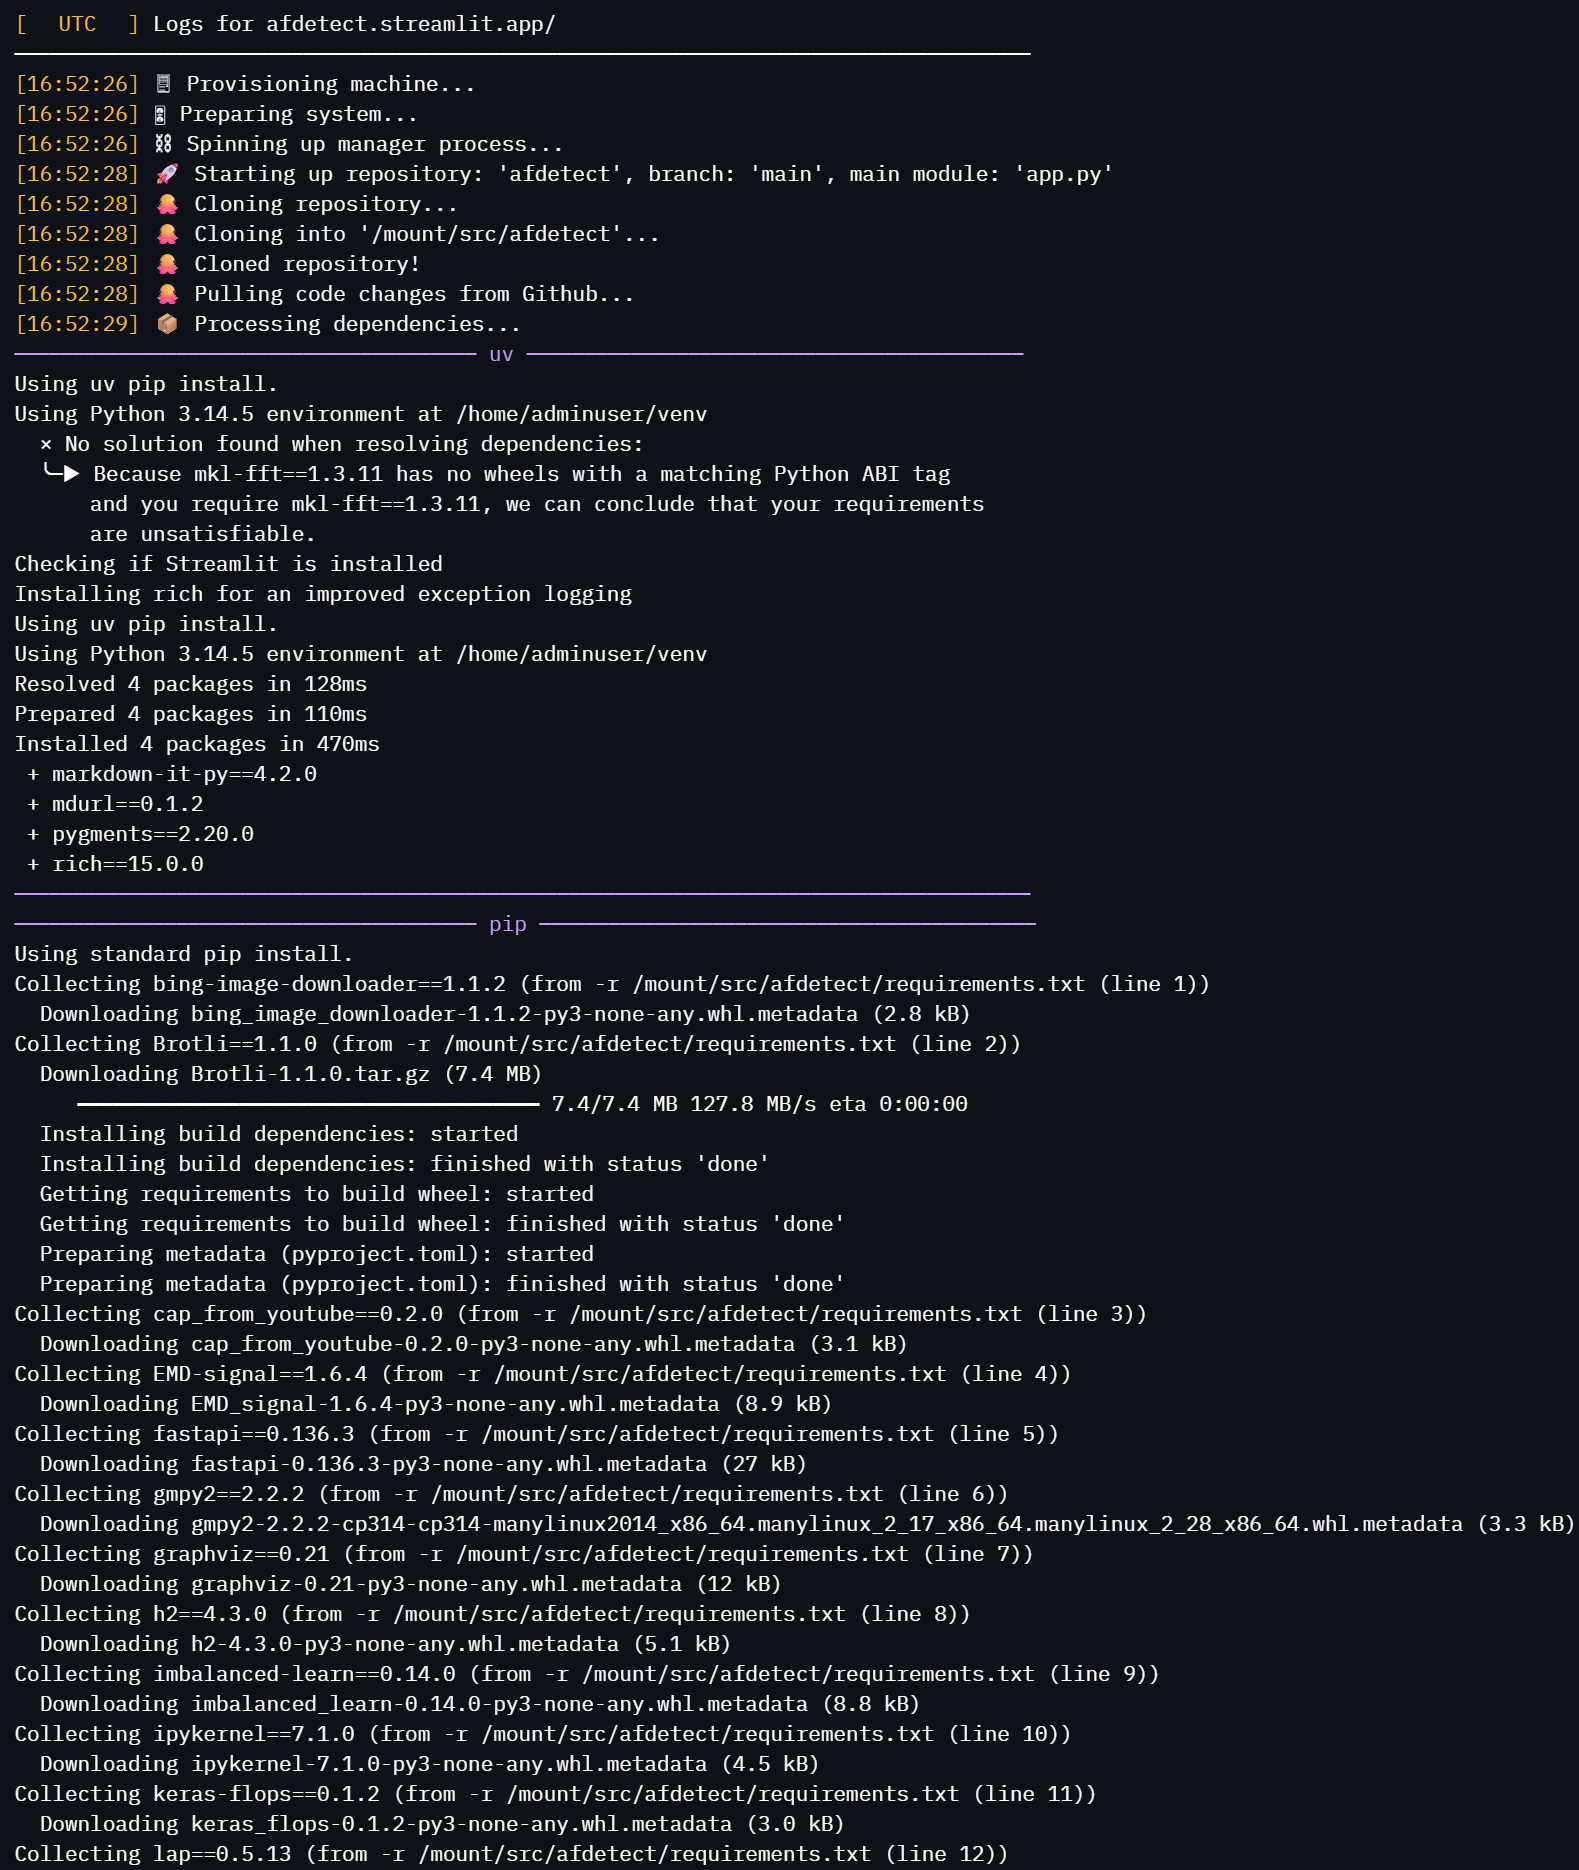 [   UTC   ] Logs for afdetect.streamlit.app/
[16:52:26] 🖥 Provisioning machine...
[16:52:26] 🎛 Preparing system...
[16:52:26] ⛓ Spinning up manager process...
[16:52:28] 🚀 Starting up repository: 'afdetect', branch: 'main', main module: 'app.py'
[16:52:28] 🐙 Cloning repository...
[16:52:28] 🐙 Cloning into '/mount/src/afdetect'...
[16:52:28] 🐙 Cloned repository!
[16:52:28] 🐙 Pulling code changes from Github...
[16:52:29] 📦 Processing dependencies...
uv
Using uv pip install.
Using Python 3.14.5 environment at /home/adminuser/venv
  × No solution found when resolving dependencies:
  ╰─▶ Because mkl-fft==1.3.11 has no wheels with a matching Python ABI tag
      and you require mkl-fft==1.3.11, we can conclude that your requirements
      are unsatisfiable.
Checking if Streamlit is installed
Installing rich for an improved exception logging
Using uv pip install.
Using Python 3.14.5 environment at /home/adminuser/venv
Resolved 4 packages in 128ms
Prepared 4 packages in 110ms
Installed 4 packages in 470ms
 + markdown-it-py==4.2.0
 + mdurl==0.1.2
 + pygments==2.20.0
 + rich==15.0.0
pip
Using standard pip install.
Collecting bing-image-downloader==1.1.2 (from -r /mount/src/afdetect/requirements.txt (line 1))
  Downloading bing_image_downloader-1.1.2-py3-none-any.whl.metadata (2.8 kB)
Collecting Brotli==1.1.0 (from -r /mount/src/afdetect/requirements.txt (line 2))
  Downloading Brotli-1.1.0.tar.gz (7.4 MB)
     ━━━━━━━━━━━━━━━━━━━━━━━━━━━━━━━━━━━━━ 7.4/7.4 MB 127.8 MB/s eta 0:00:00
  Installing build dependencies: started
  Installing build dependencies: finished with status 'done'
  Getting requirements to build wheel: started
  Getting requirements to build wheel: finished with status 'done'
  Preparing metadata (pyproject.toml): started
  Preparing metadata (pyproject.toml): finished with status 'done'
Collecting cap_from_youtube==0.2.0 (from -r /mount/src/afdetect/requirements.txt (line 3))
  Downloading cap_from_youtube-0.2.0-py3-none-any.whl.metadata (3.1 kB)
Collecting EMD-signal==1.6.4 (from -r /mount/src/afdetect/requirements.txt (line 4))
  Downloading EMD_signal-1.6.4-py3-none-any.whl.metadata (8.9 kB)
Collecting fastapi==0.136.3 (from -r /mount/src/afdetect/requirements.txt (line 5))
  Downloading fastapi-0.136.3-py3-none-any.whl.metadata (27 kB)
Collecting gmpy2==2.2.2 (from -r /mount/src/afdetect/requirements.txt (line 6))
  Downloading gmpy2-2.2.2-cp314-cp314-manylinux2014_x86_64.manylinux_2_17_x86_64.manylinux_2_28_x86_64.whl.metadata (3.3 kB)
Collecting graphviz==0.21 (from -r /mount/src/afdetect/requirements.txt (line 7))
  Downloading graphviz-0.21-py3-none-any.whl.metadata (12 kB)
Collecting h2==4.3.0 (from -r /mount/src/afdetect/requirements.txt (line 8))
  Downloading h2-4.3.0-py3-none-any.whl.metadata (5.1 kB)
Collecting imbalanced-learn==0.14.0 (from -r /mount/src/afdetect/requirements.txt (line 9))
  Downloading imbalanced_learn-0.14.0-py3-none-any.whl.metadata (8.8 kB)
Collecting ipykernel==7.1.0 (from -r /mount/src/afdetect/requirements.txt (line 10))
  Downloading ipykernel-7.1.0-py3-none-any.whl.metadata (4.5 kB)
Collecting keras-flops==0.1.2 (from -r /mount/src/afdetect/requirements.txt (line 11))
  Downloading keras_flops-0.1.2-py3-none-any.whl.metadata (3.0 kB)
Collecting lap==0.5.13 (from -r /mount/src/afdetect/requirements.txt (line 12))